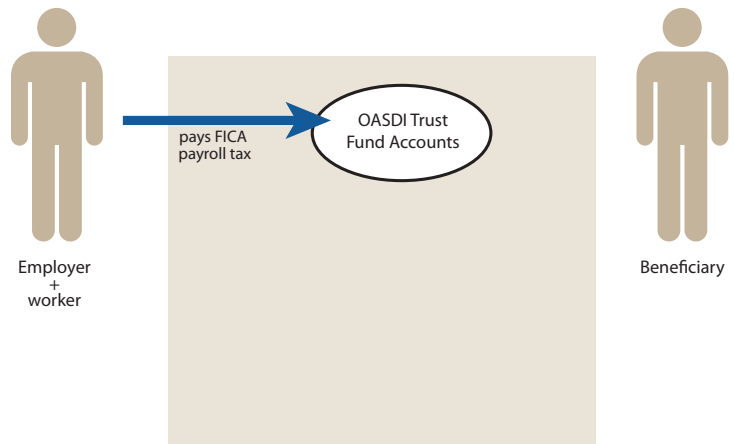 OASDI Trust
Fund Accounts
pays FICA
payroll tax
Employer
+
worker
Beneficiary